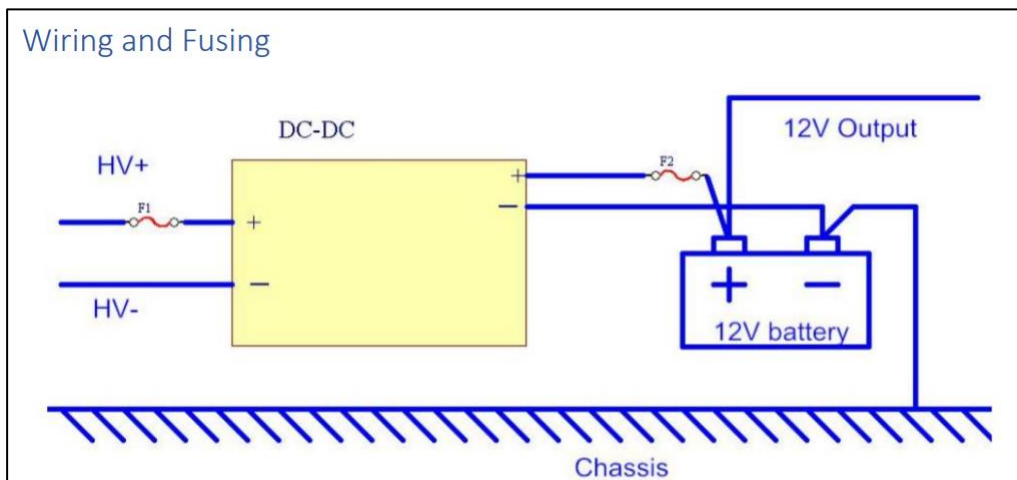 Wiring and Fusing
DC-DC
12V Output
HV+
F1
F2
+
+
−
−
HV-
+ −
12V battery
Chassis